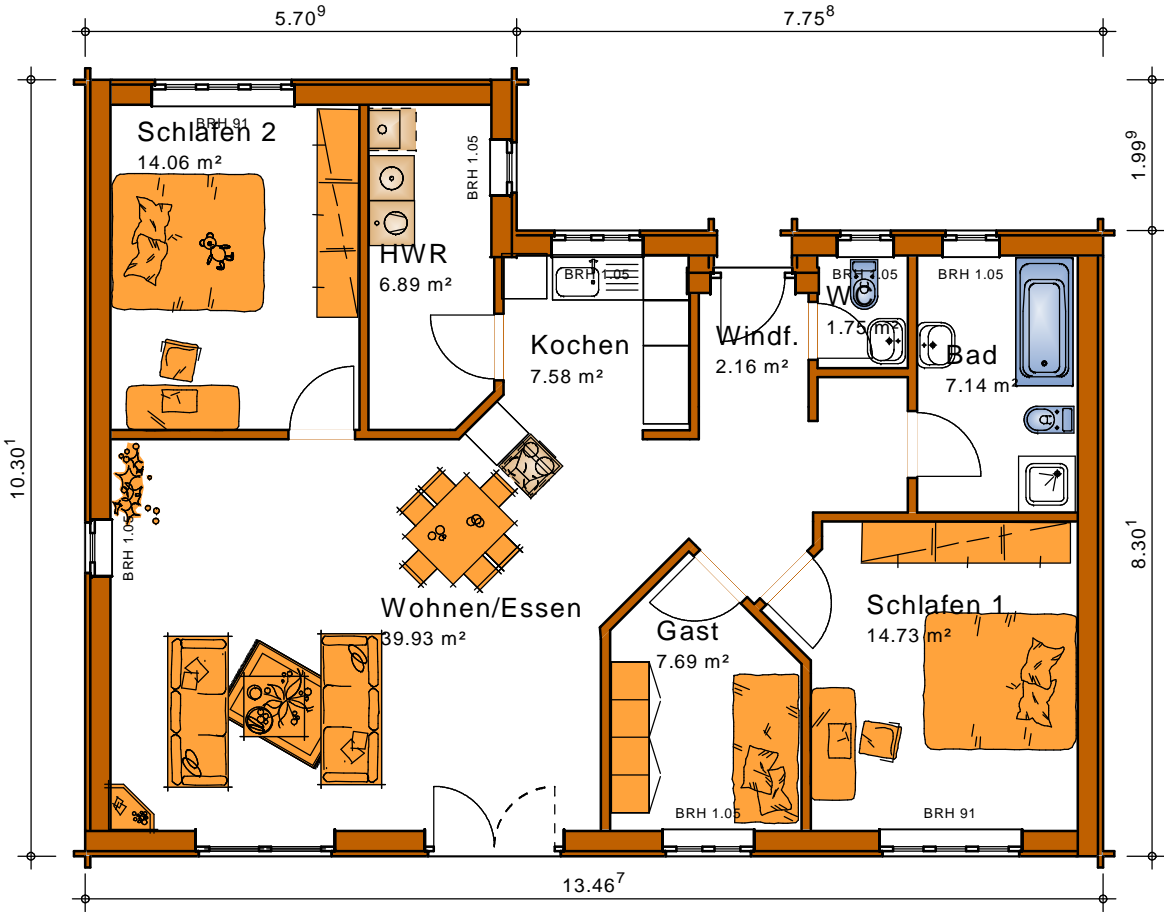 5.70⁹
7.75⁸
BRH 91
Schlafen 2
14.06 m²
BRH 1.05
1.99⁹
HWR
6.89 m²
BRH 1.05
BRH 1.05
BRH 1.05
WC
1.75 m²
Kochen
7.58 m²
Windf.
2.16 m²
Bad
7.14 m²
10.30¹
BRH 1.05
8.30¹
Wohnen/Essen
39.93 m²
Gast
7.69 m²
Schlafen 1
14.73 m²
BRH 1.05
BRH 91
13.46⁷